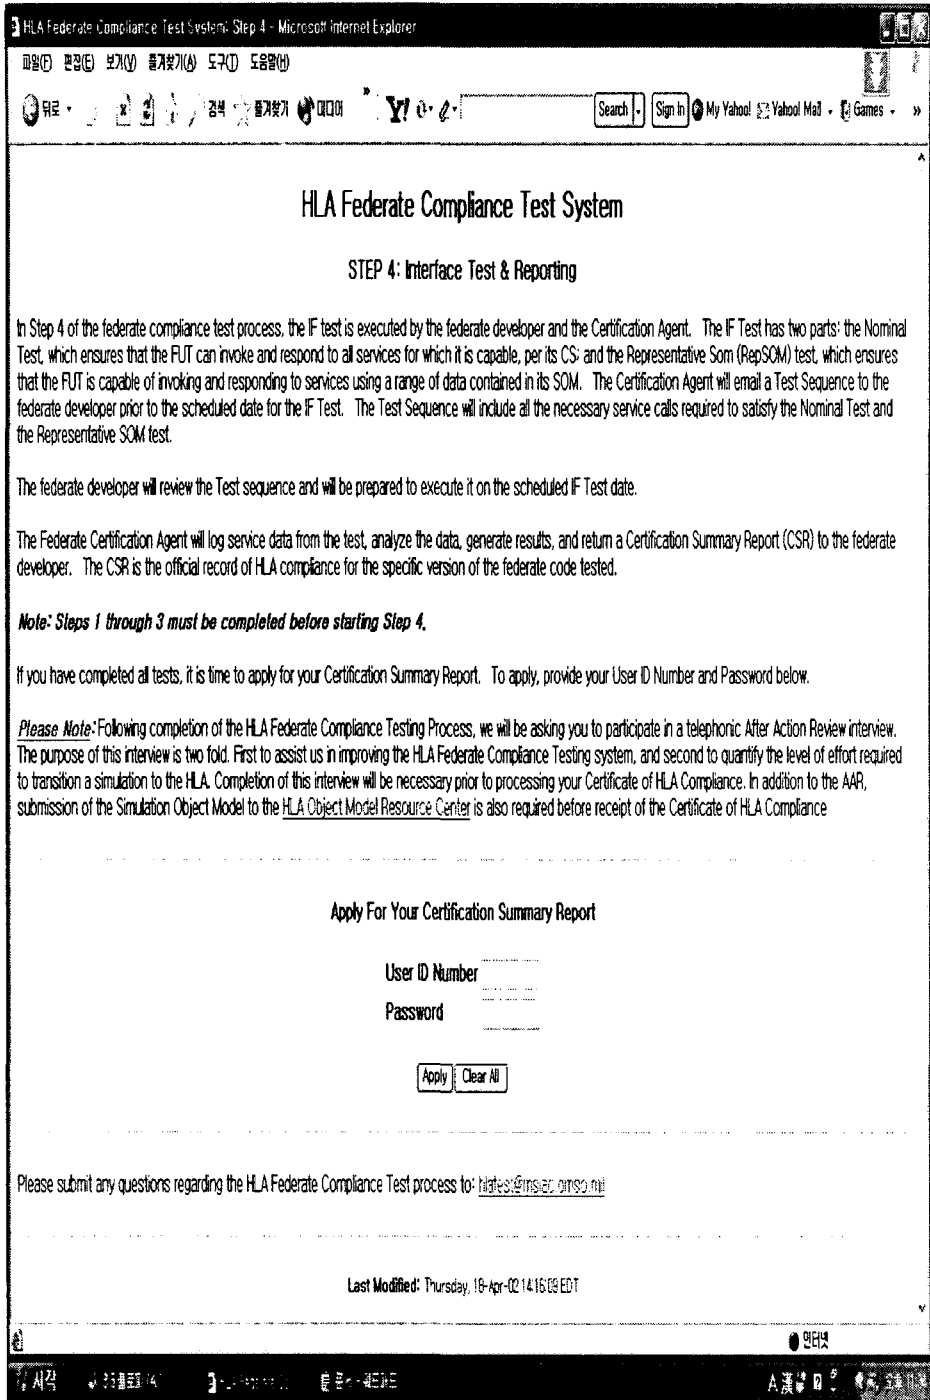 HLA Federate Compliance Test System: Step 4 - Microsoft Internet Explorer
파일(F) 편집(E) 보기(V) 즐겨찾기(A) 도구(T) 도움말(H)
뒤로 검색 즐겨찾기 미디어 » Y! Search Sign In My Yahoo! Yahoo! Mail Games »
HLA Federate Compliance Test System
STEP 4: Interface Test & Reporting
In Step 4 of the federate compliance test process, the IF test is executed by the federate developer and the Certification Agent. The IF Test has two parts: the Nominal
Test, which ensures that the FUT can invoke and respond to all services for which it is capable, per its CS; and the Representative Som (RepSOM) test, which ensures
that the FUT is capable of invoking and responding to services using a range of data contained in its SOM. The Certification Agent will email a Test Sequence to the
federate developer prior to the scheduled date for the IF Test. The Test Sequence will include all the necessary service calls required to satisfy the Nominal Test and
the Representative SOM test.
The federate developer will review the Test sequence and will be prepared to execute it on the scheduled IF Test date.
The Federate Certification Agent will log service data from the test, analyze the data, generate results, and return a Certification Summary Report (CSR) to the federate
developer. The CSR is the official record of HLA compliance for the specific version of the federate code tested.
Note: Steps 1 through 3 must be completed before starting Step 4.
If you have completed all tests, it is time to apply for your Certification Summary Report. To apply, provide your User ID Number and Password below.
Please Note: Following completion of the HLA Federate Compliance Testing Process, we will be asking you to participate in a telephonic After Action Review interview.
The purpose of this interview is two fold. First to assist us in improving the HLA Federate Compliance Testing system, and second to quantify the level of effort required
to transition a simulation to the HLA. Completion of this interview will be necessary prior to processing your Certificate of HLA Compliance. In addition to the AAR,
submission of the Simulation Object Model to the HLA Object Model Resource Center is also required before receipt of the Certificate of HLA Compliance
Apply For Your Certification Summary Report
User ID Number
Password
Apply Clear All
Please submit any questions regarding the HLA Federate Compliance Test process to: hlatest@msiac.dmso.mil
Last Modified: Thursday, 18-Apr-02 14:16:09 EDT
인터넷
시작